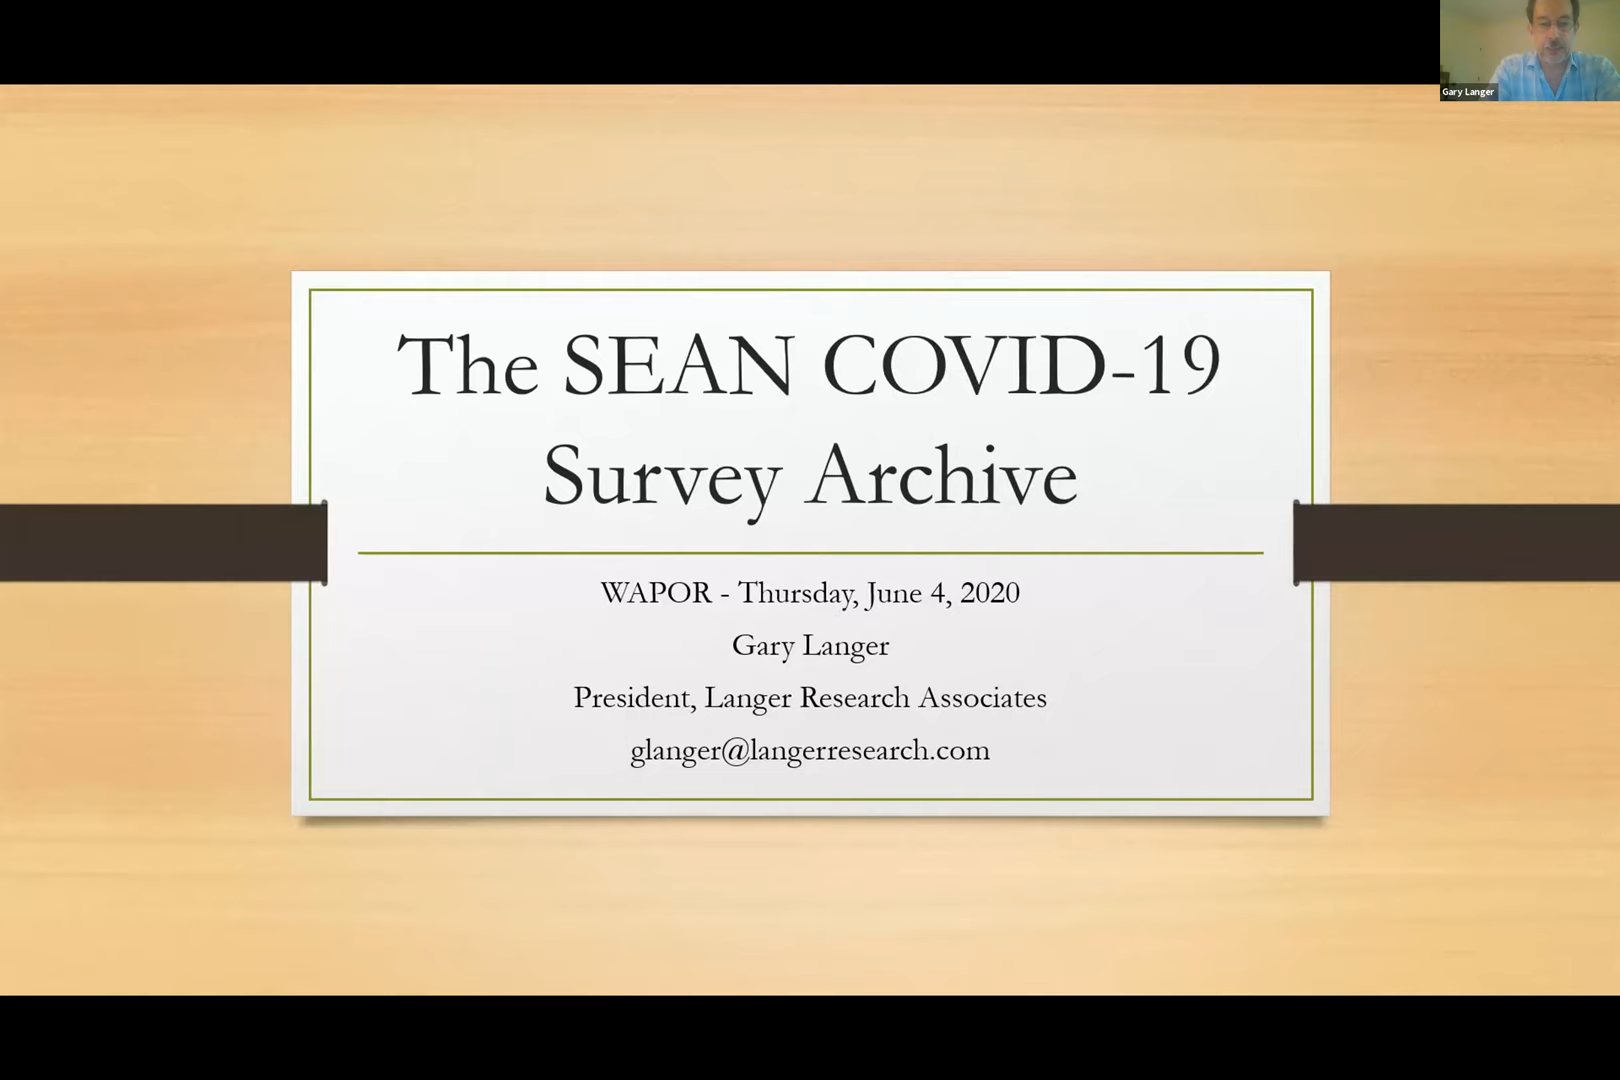 Gary Langer
The SEAN COVID-19
Survey Archive
WAPOR - Thursday, June 4, 2020
Gary Langer
President, Langer Research Associates
glanger@langerresearch.com